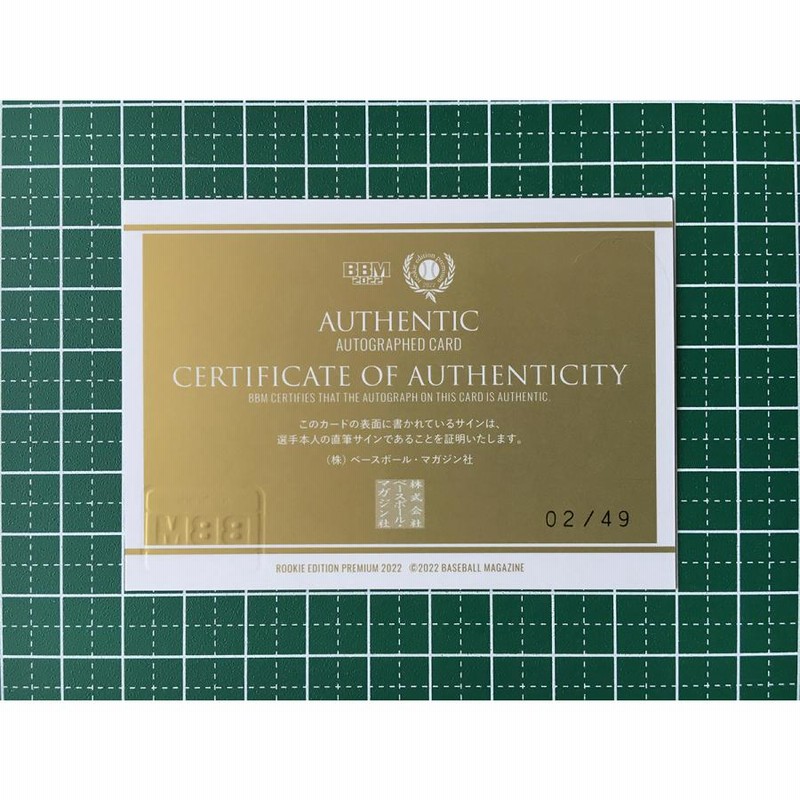 BBM
2022
AUTHENTIC
AUTOGRAPHED CARD
CERTIFICATE OF AUTHENTICITY
BBM CERTIFIES THAT THE AUTOGRAPH ON THIS CARD IS AUTHENTIC.
このカードの表面に書かれているサインは、
選手本人の直筆サインであることを証明いたします。
(株) ベースボール・マガジン社
株式会社
ベースボール・
マガジン社
02/49
BBM
ROOKIE EDITION PREMIUM 2022 ©2022 BASEBALL MAGAZINE